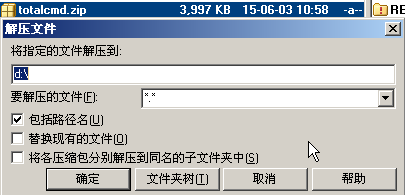 totalcmd.zip 3,997 KB 15-06-03 10:58 -a-- RE
解压文件
将指定的文件解压到:
d:\
要解压的文件(F): *.*
包括路径名(U)
替换现有的文件(O)
将各压缩包分别解压到同名的子文件夹中(S)
确定 文件夹树(T) 取消 帮助